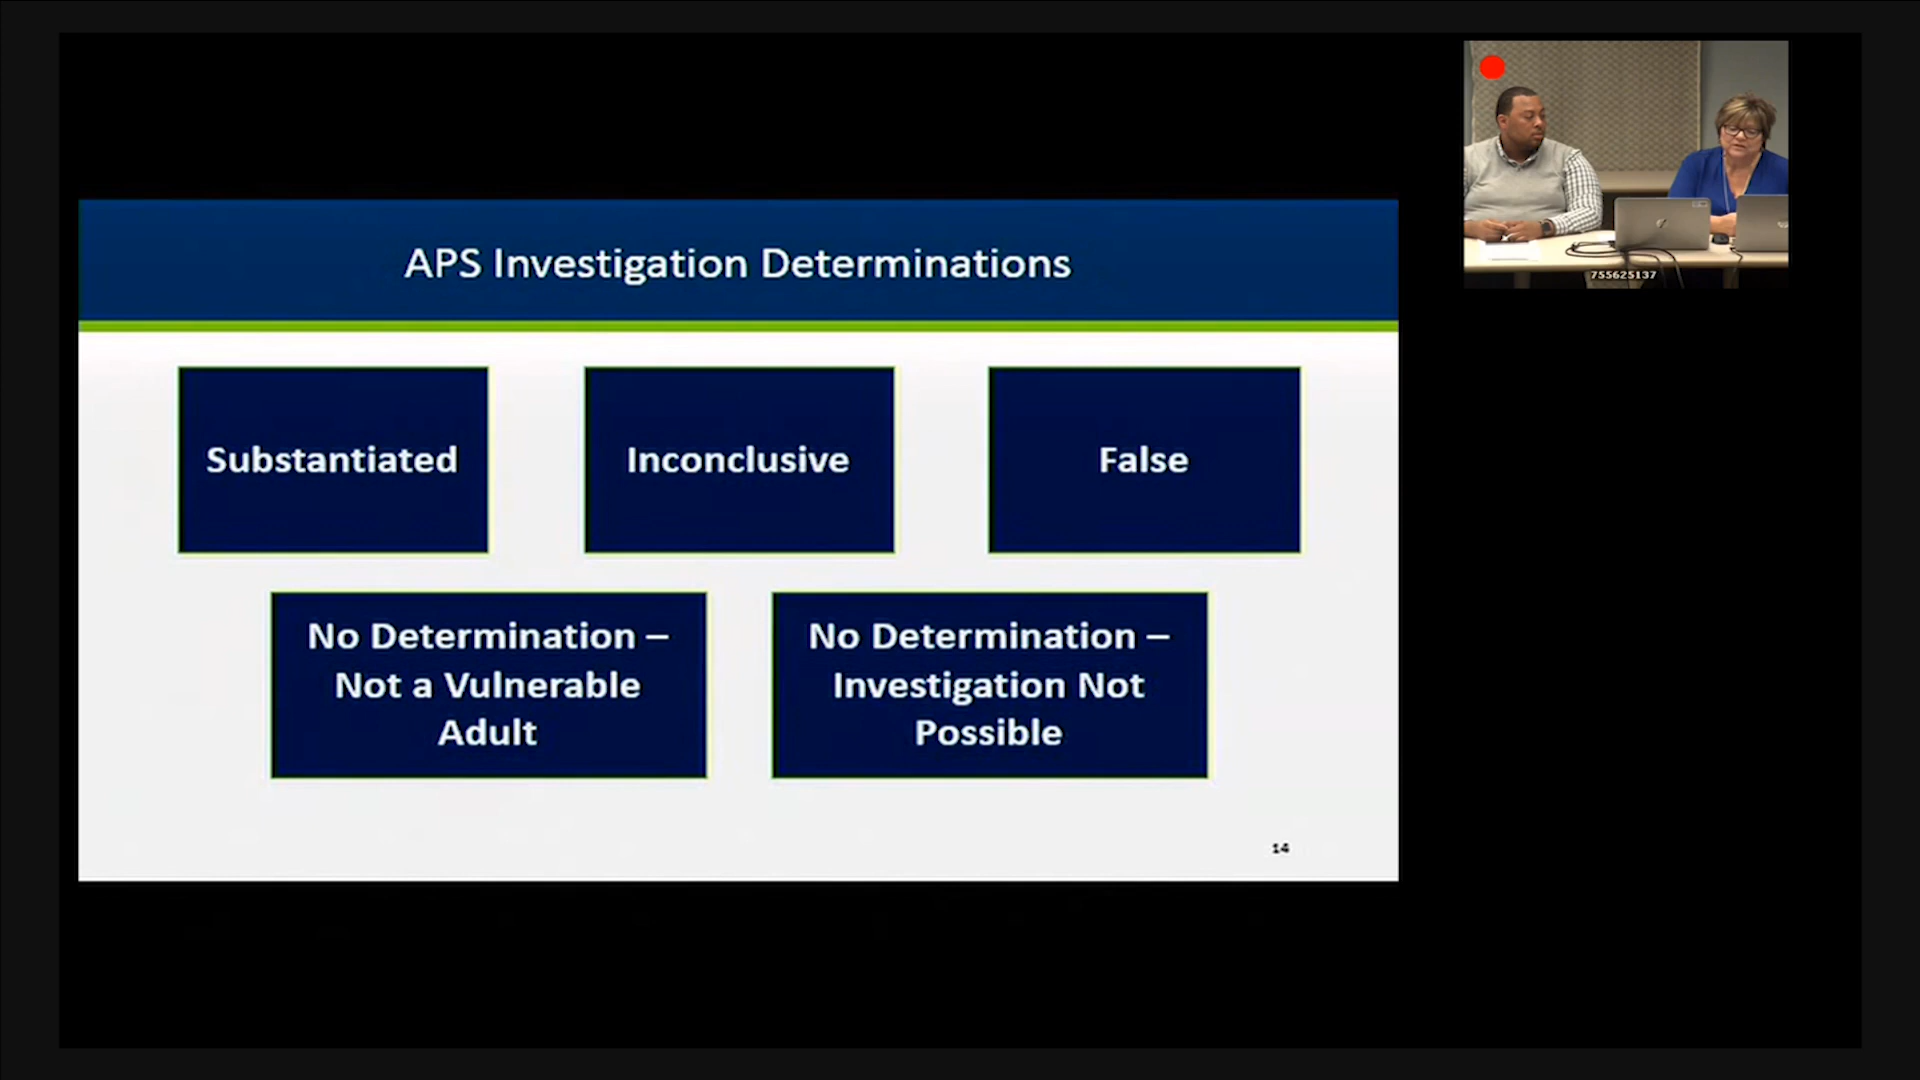 755625137
APS Investigation Determinations
Substantiated
Inconclusive
False
No Determination –
Not a Vulnerable
Adult
No Determination –
Investigation Not
Possible
14